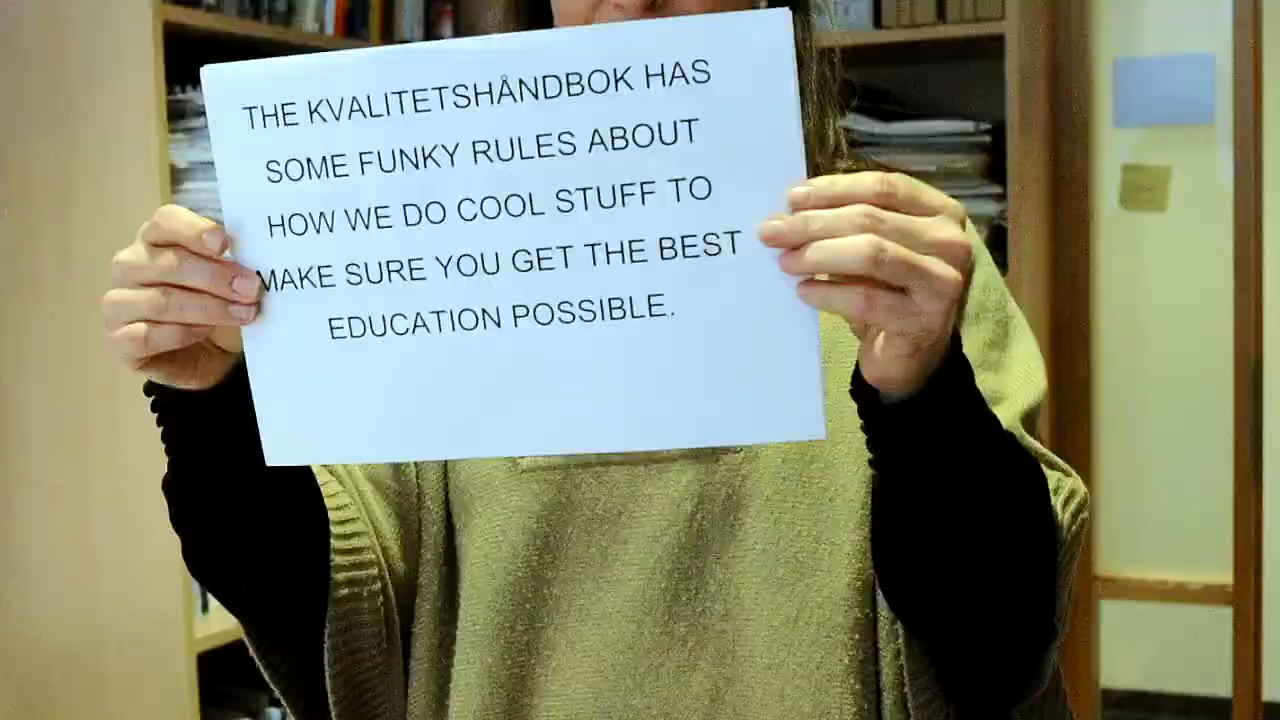 THE KVALITETSHÅNDBOK HAS
SOME FUNKY RULES ABOUT
HOW WE DO COOL STUFF TO
MAKE SURE YOU GET THE BEST
EDUCATION POSSIBLE.